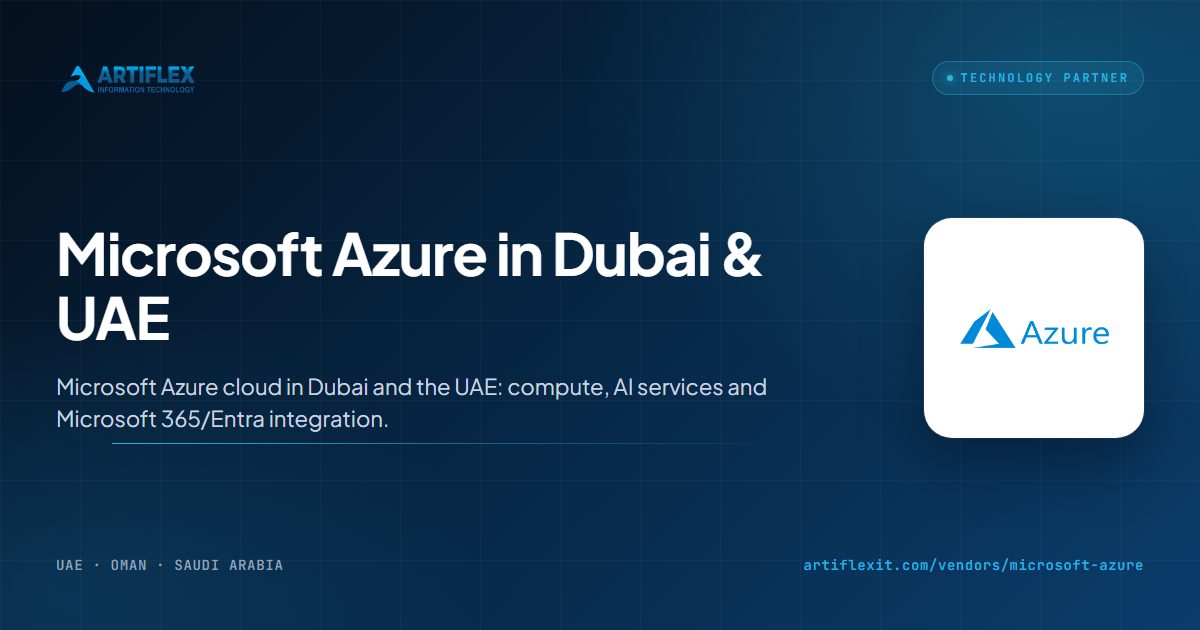 ARTIFLEX
INFORMATION TECHNOLOGY
TECHNOLOGY PARTNER
Microsoft Azure in Dubai &
UAE
Microsoft Azure cloud in Dubai and the UAE: compute, AI services and
Microsoft 365/Entra integration.
Azure
UAE · OMAN · SAUDI ARABIA
artiflexit.com/vendors/microsoft-azure